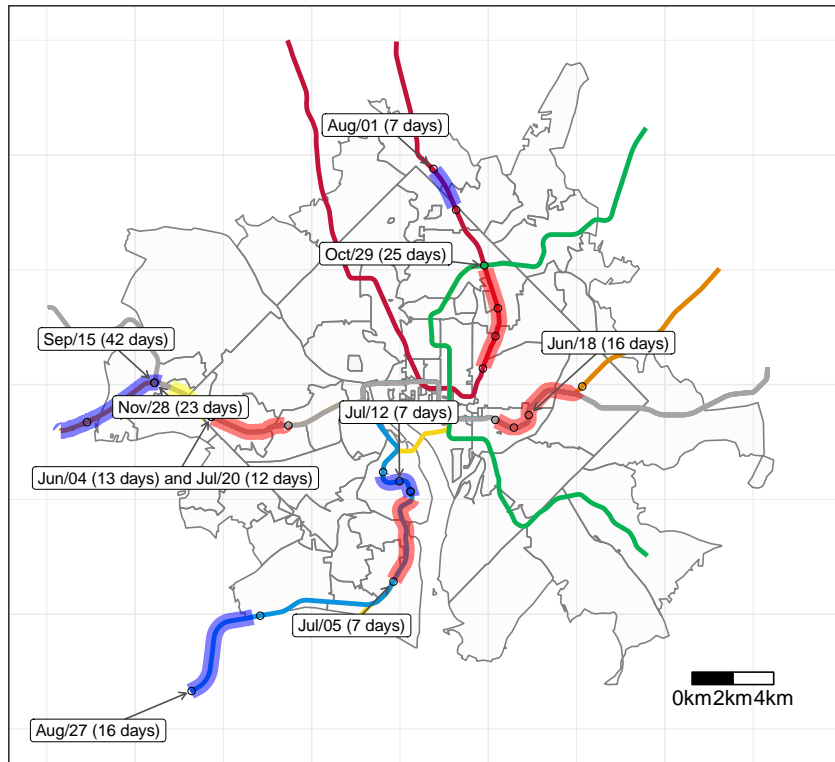 Aug/01 (7 days)
Oct/29 (25 days)
Sep/15 (42 days)
Jun/18 (16 days)
Nov/28 (23 days)
Jul/12 (7 days)
Jun/04 (13 days) and Jul/20 (12 days)
Jul/05 (7 days)
Aug/27 (16 days)
0km2km4km